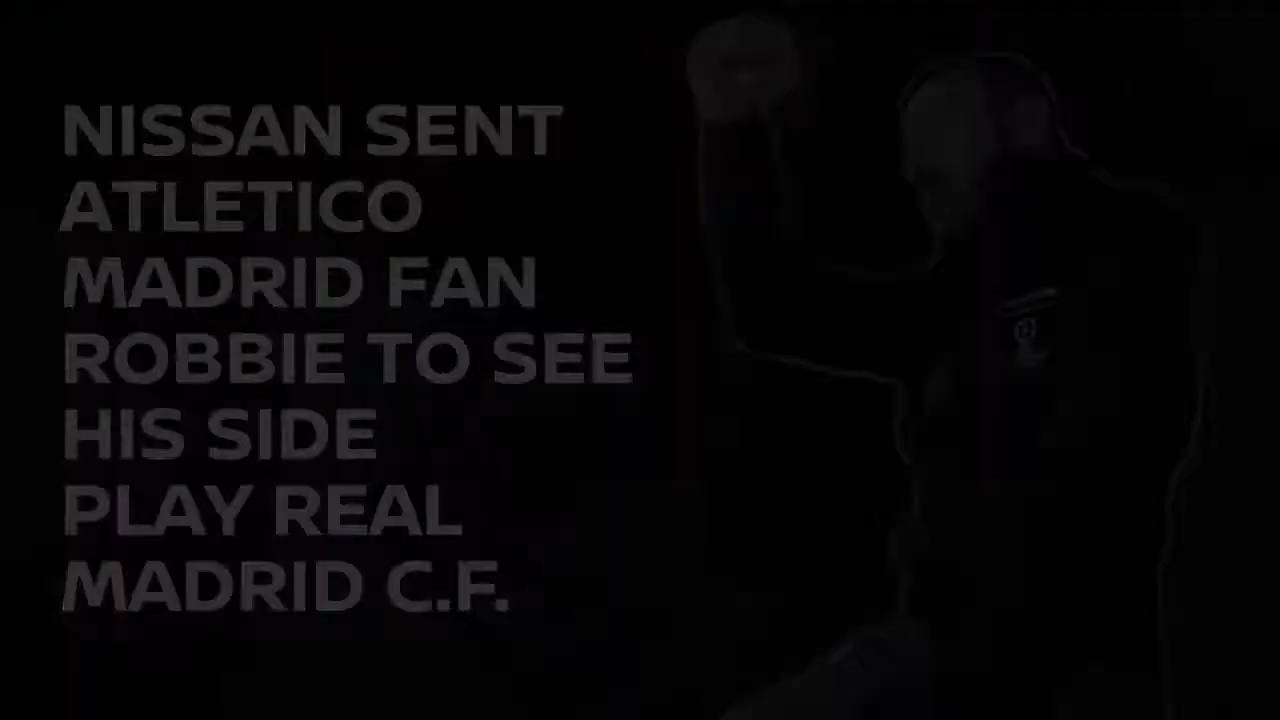 NISSAN SENT
ATLETICO
MADRID FAN
ROBBIE TO SEE
HIS SIDE
PLAY REAL
MADRID C.F.